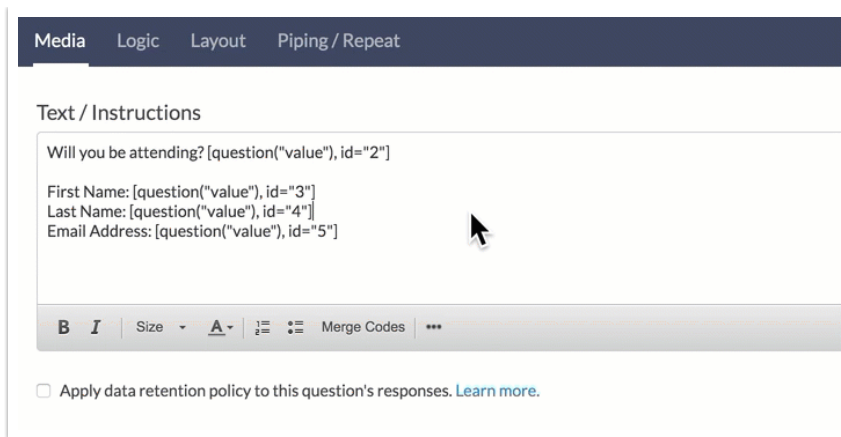 Media Logic Layout Piping / Repeat
Text / Instructions
Will you be attending? [question("value"), id="2"]
First Name: [question("value"), id="3"]
Last Name: [question("value"), id="4"]
Email Address: [question("value"), id="5"]
B I Size A Merge Codes •••
Apply data retention policy to this question's responses. Learn more.